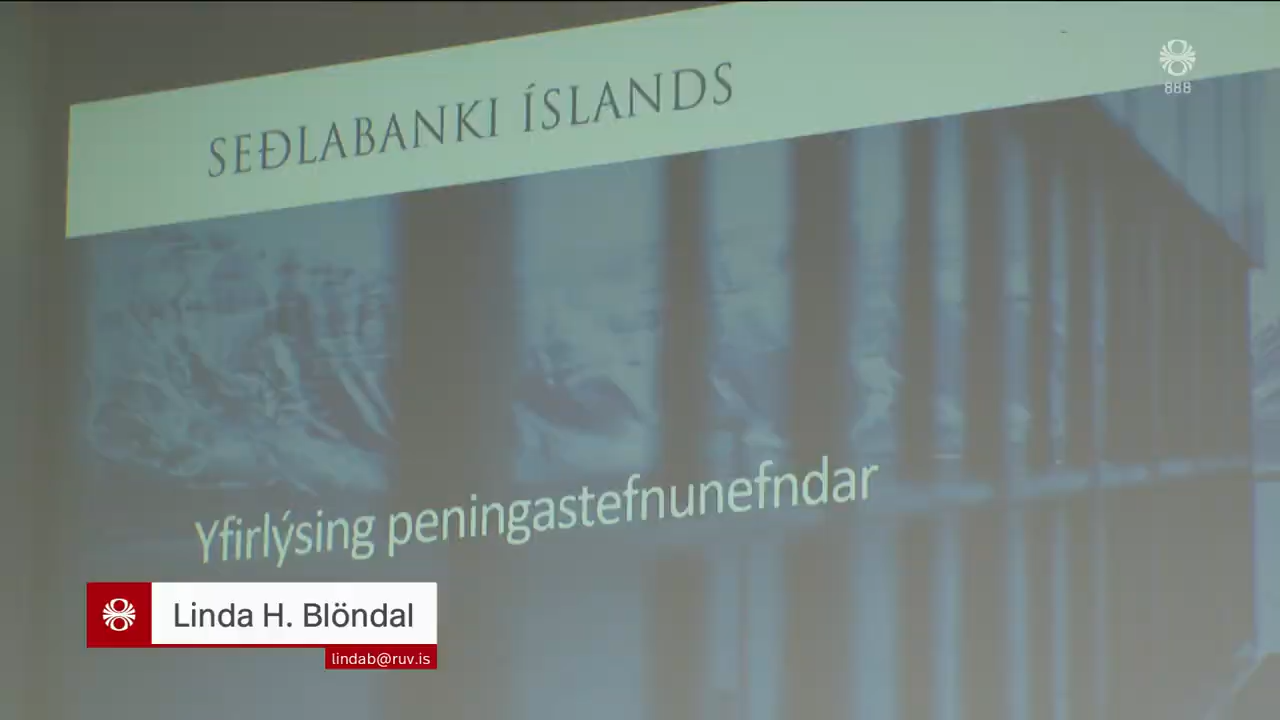 SEÐLABANKI ÍSLANDS
888
Yfirlýsing peningastefnunefndar
Linda H. Blöndal
lindab@ruv.is